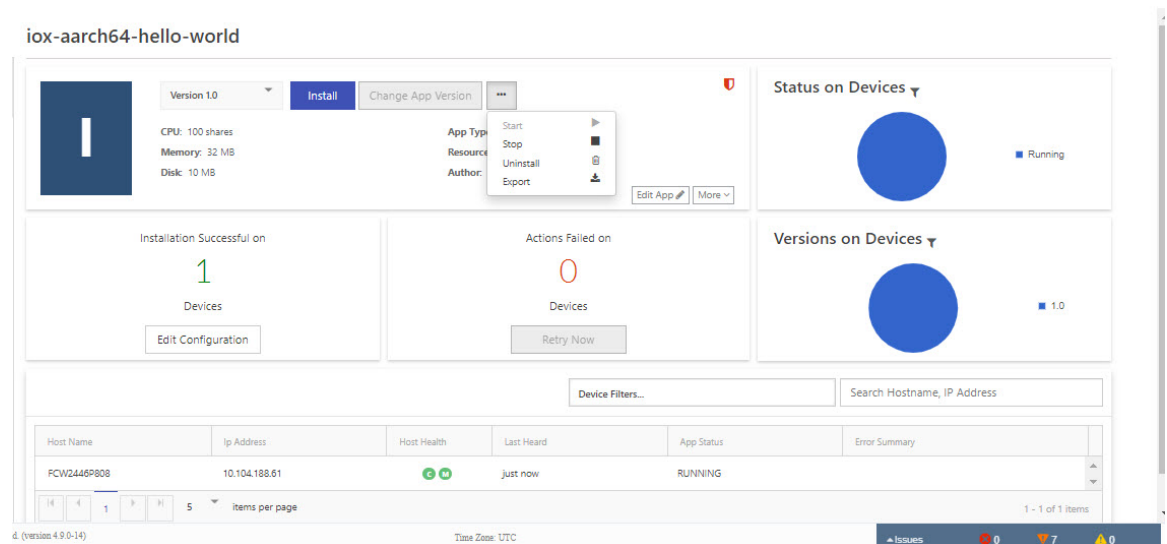 iox-aarch64-hello-world
I
Version 1.0
Install
Change App Version
...
CPU: 100 shares
Memory: 32 MB
Disk: 10 MB
App Typ
Resource
Author:
Start
Stop
Uninstall
Export
Edit App
More
Status on Devices
Running
Installation Successful on
1
Devices
Edit Configuration
Actions Failed on
0
Devices
Retry Now
Versions on Devices
1.0
Device Filters...
Search Hostname, IP Address
Host Name Ip Address Host Health Last Heard App Status Error Summary
FCW2446P808 10.104.188.61 C M just now RUNNING
1 5 items per page 1 - 1 of 1 items
d. (version 4.9.0-14) Time Zone: UTC Issues 0 7 0